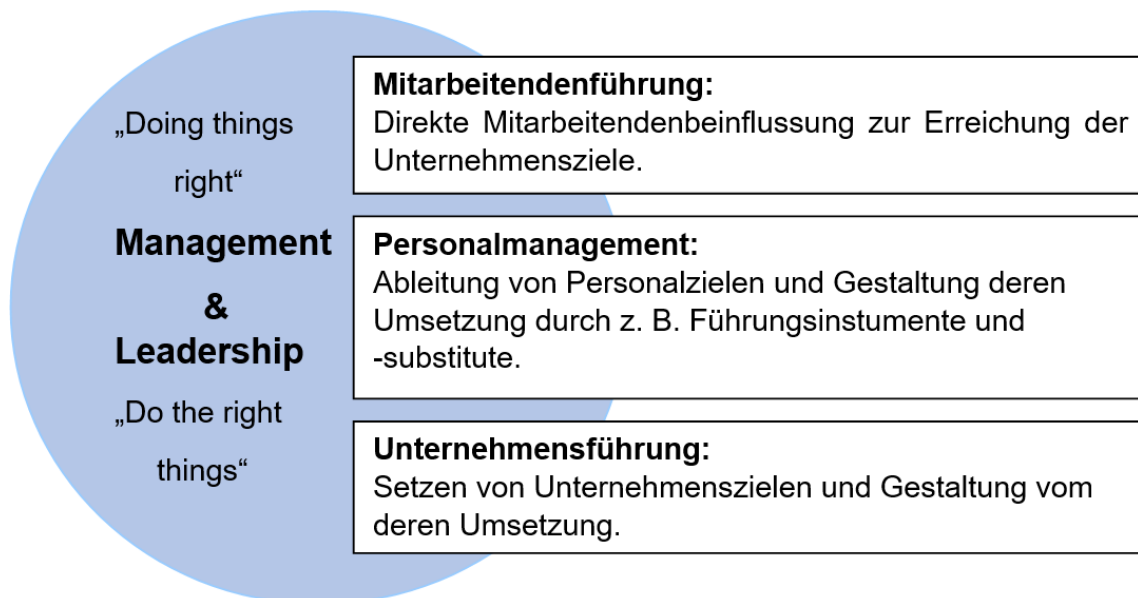 „Doing things
right“
Management
&
Leadership
„Do the right
things“
Mitarbeitendenführung:
Direkte Mitarbeitendenbeinflussung zur Erreichung der
Unternehmensziele.
Personalmanagement:
Ableitung von Personalzielen und Gestaltung deren
Umsetzung durch z. B. Führungsinstumente und
-substitute.
Unternehmensführung:
Setzen von Unternehmenszielen und Gestaltung vom
deren Umsetzung.